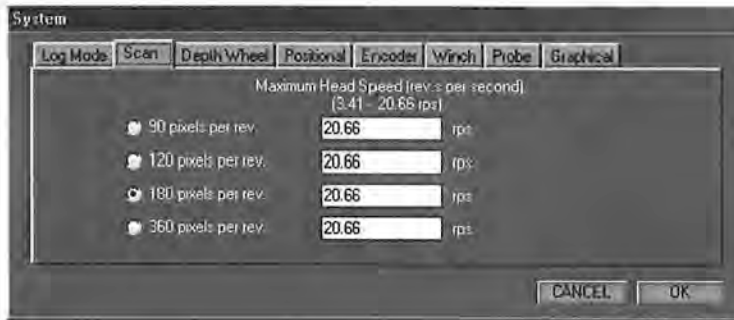 System
Log Mode Scan Depth Wheel Positional Encoder Winch Probe Graphical
Maximum Head Speed (rev.s per second)
(3.41 - 20.66 rps)
90 pixels per rev. 20.66 rps
120 pixels per rev. 20.66 rps
180 pixels per rev. 20.66 rps
360 pixels per rev. 20.66 rps
CANCEL OK